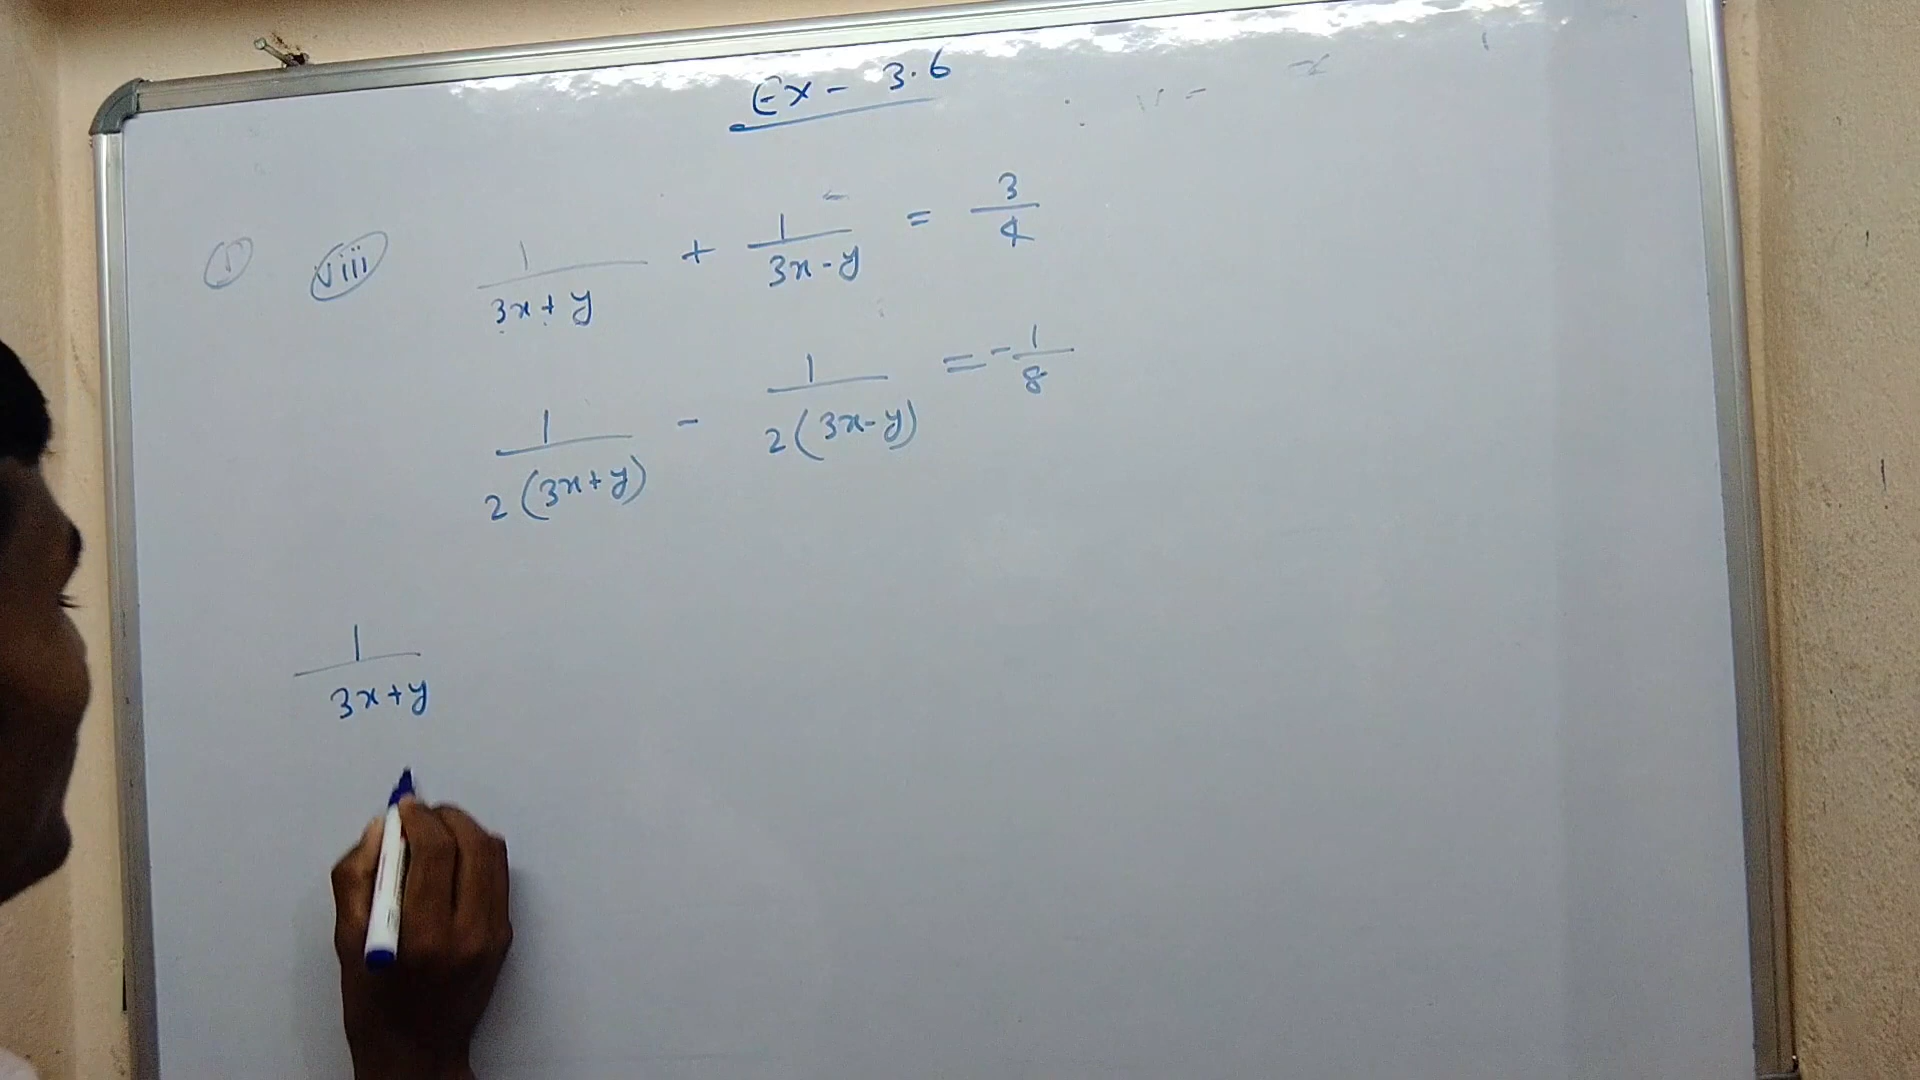 Ex - 3.6
viii 1/(3x+y) + 1/(3x-y) = 3/4
1/2(3x+y) - 1/2(3x-y) = -1/8
1/(3x+y)